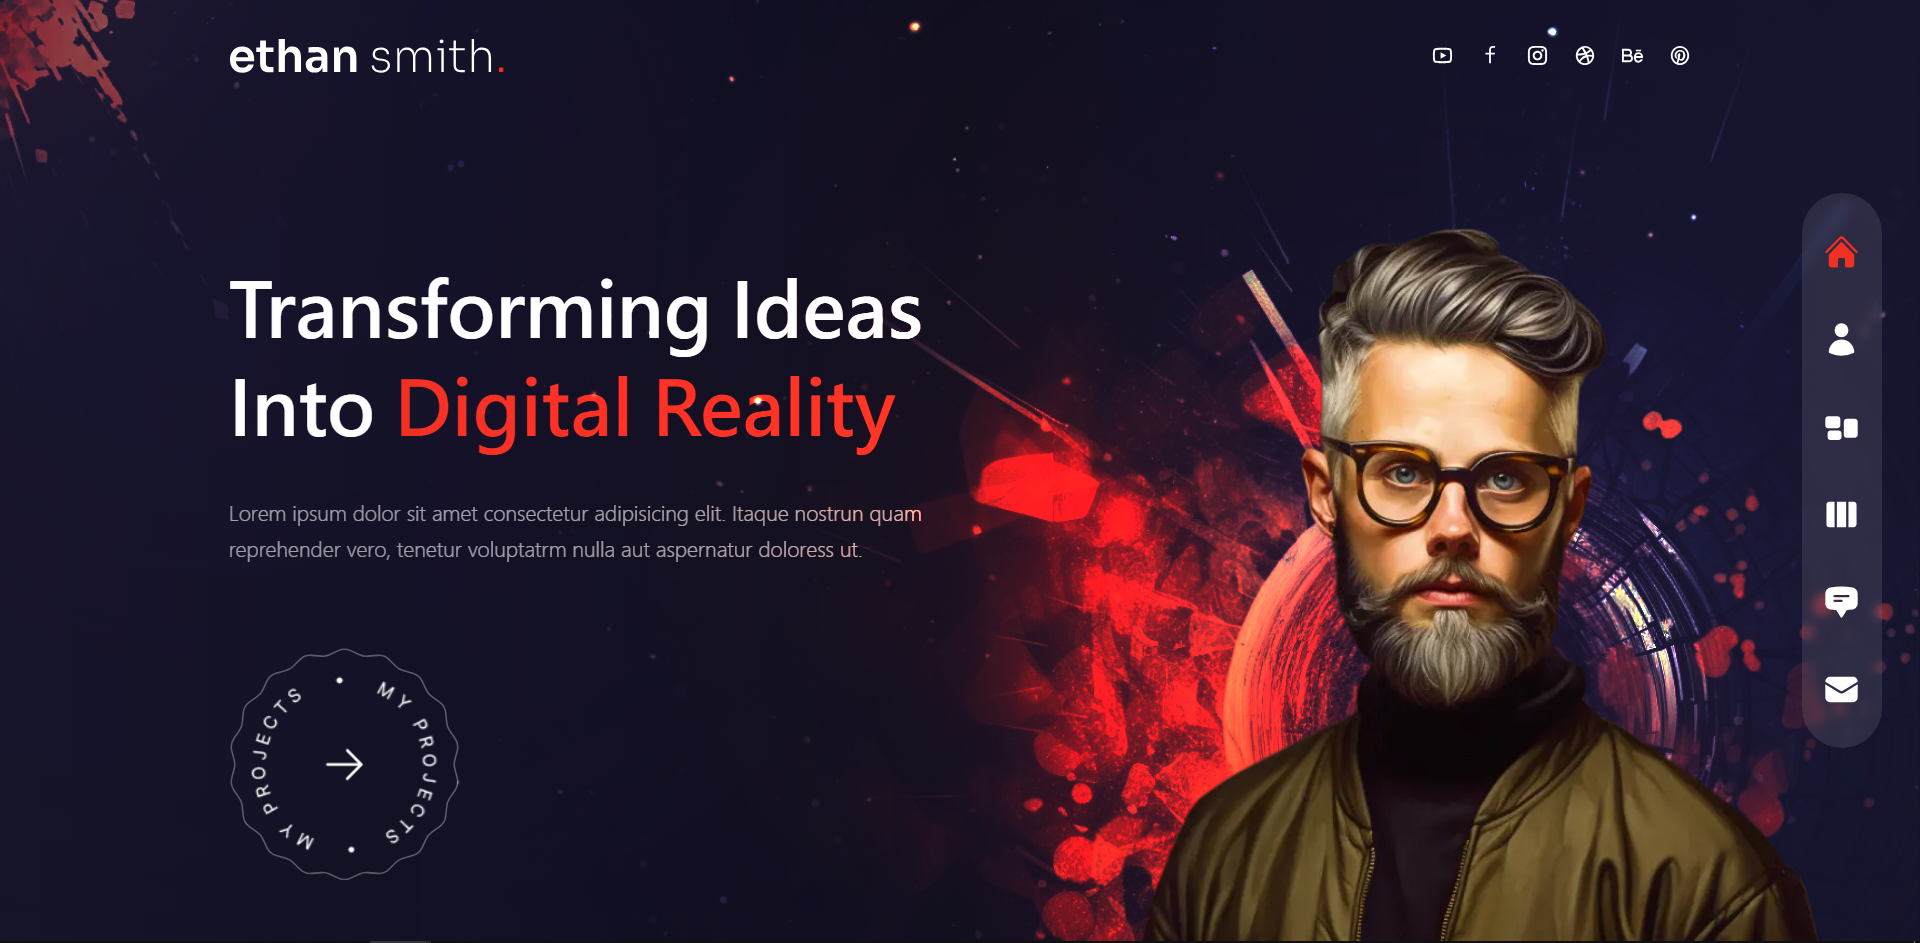 ethan smith.
Transforming Ideas
Into Digital Reality
Lorem ipsum dolor sit amet consectetur adipisicing elit. Itaque nostrun quam
reprehender vero, tenetur voluptatrm nulla aut aspernatur doloress ut.
MY PROJECTS • MY PROJECTS •